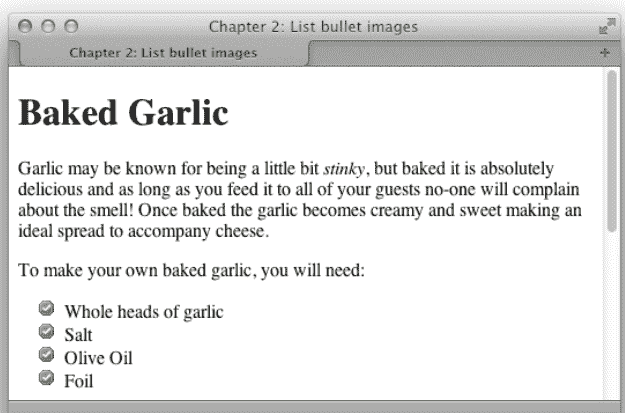 Chapter 2: List bullet images
Chapter 2: List bullet images
Baked Garlic
Garlic may be known for being a little bit stinky, but baked it is absolutely
delicious and as long as you feed it to all of your guests no-one will complain
about the smell! Once baked the garlic becomes creamy and sweet making an
ideal spread to accompany cheese.
To make your own baked garlic, you will need:
Whole heads of garlic
Salt
Olive Oil
Foil